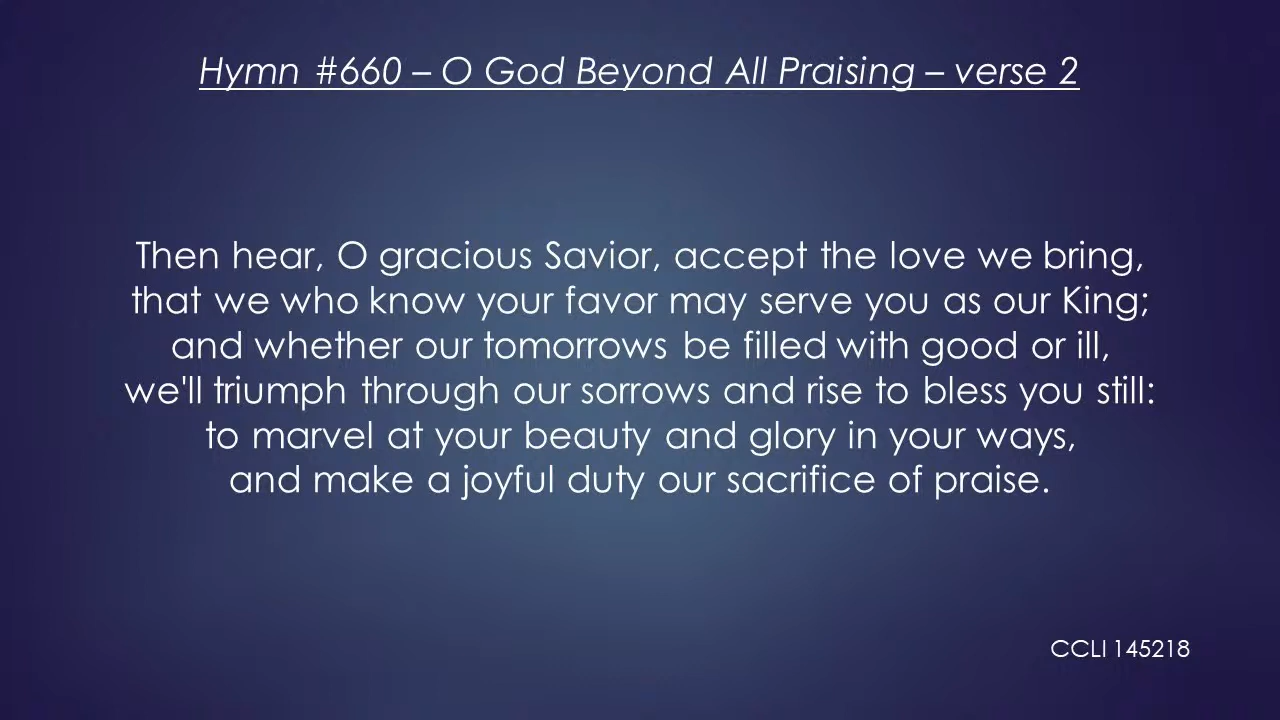 Hymn #660 – O God Beyond All Praising – verse 2
Then hear, O gracious Savior, accept the love we bring,
that we who know your favor may serve you as our King;
and whether our tomorrows be filled with good or ill,
we'll triumph through our sorrows and rise to bless you still:
to marvel at your beauty and glory in your ways,
and make a joyful duty our sacrifice of praise.
CCLI 145218